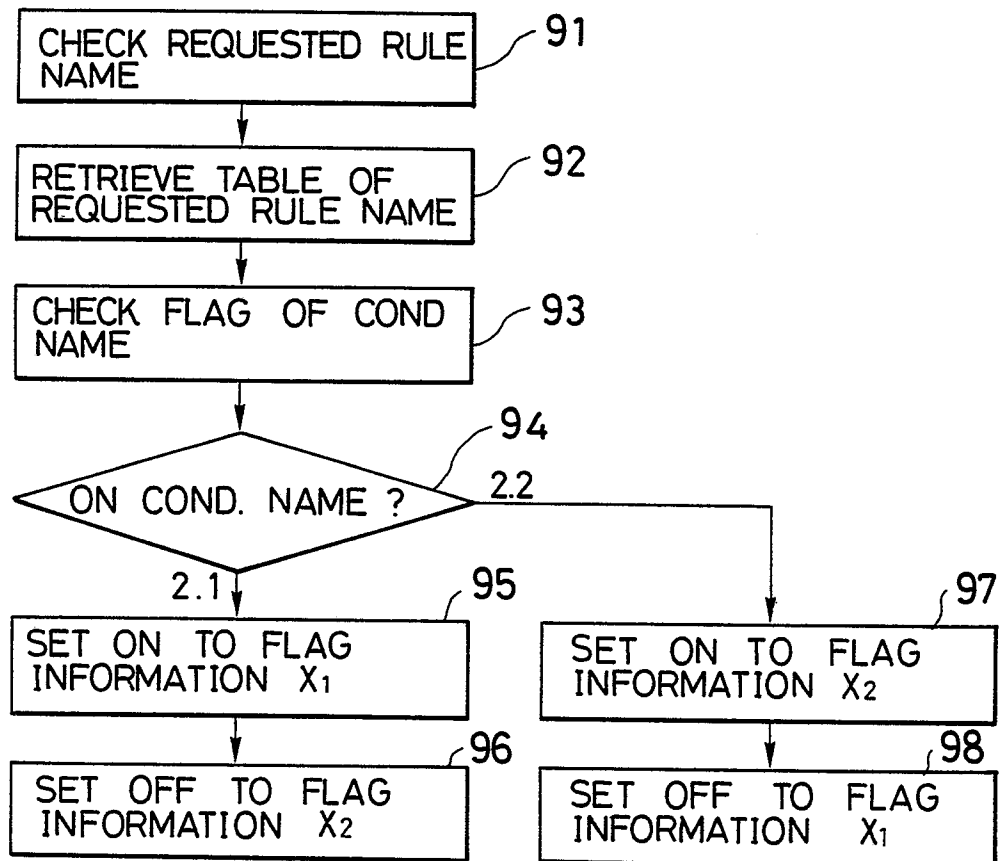 CHECK REQUESTED RULE
NAME
91
RETRIEVE TABLE OF
REQUESTED RULE NAME
92
CHECK FLAG OF COND
NAME
93
94
ON COND. NAME ?
2.2
2.1
95
SET ON TO FLAG
INFORMATION X1
97
SET ON TO FLAG
INFORMATION X2
96
SET OFF TO FLAG
INFORMATION X2
98
SET OFF TO FLAG
INFORMATION X1